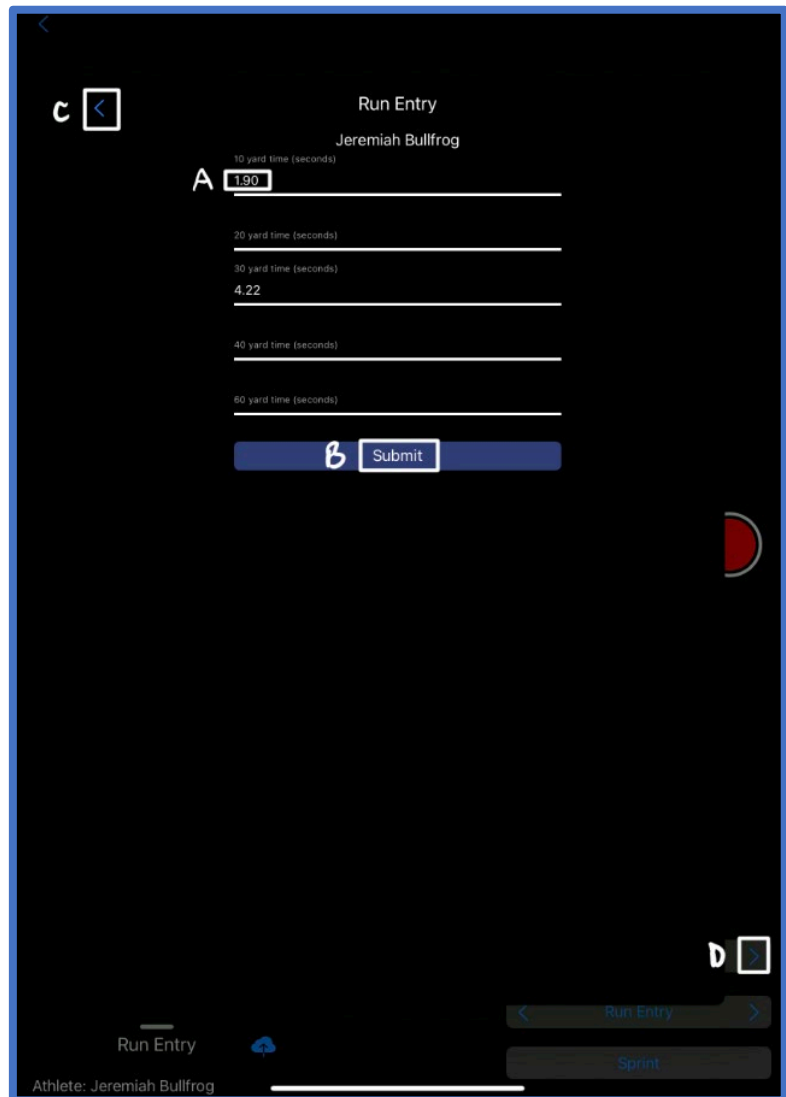 C
Run Entry
Jeremiah Bullfrog
10 yard time (seconds)
A 1.90
20 yard time (seconds)
30 yard time (seconds)
4.22
40 yard time (seconds)
60 yard time (seconds)
B Submit
D
Run Entry
Run Entry
Sprint
Athlete: Jeremiah Bullfrog